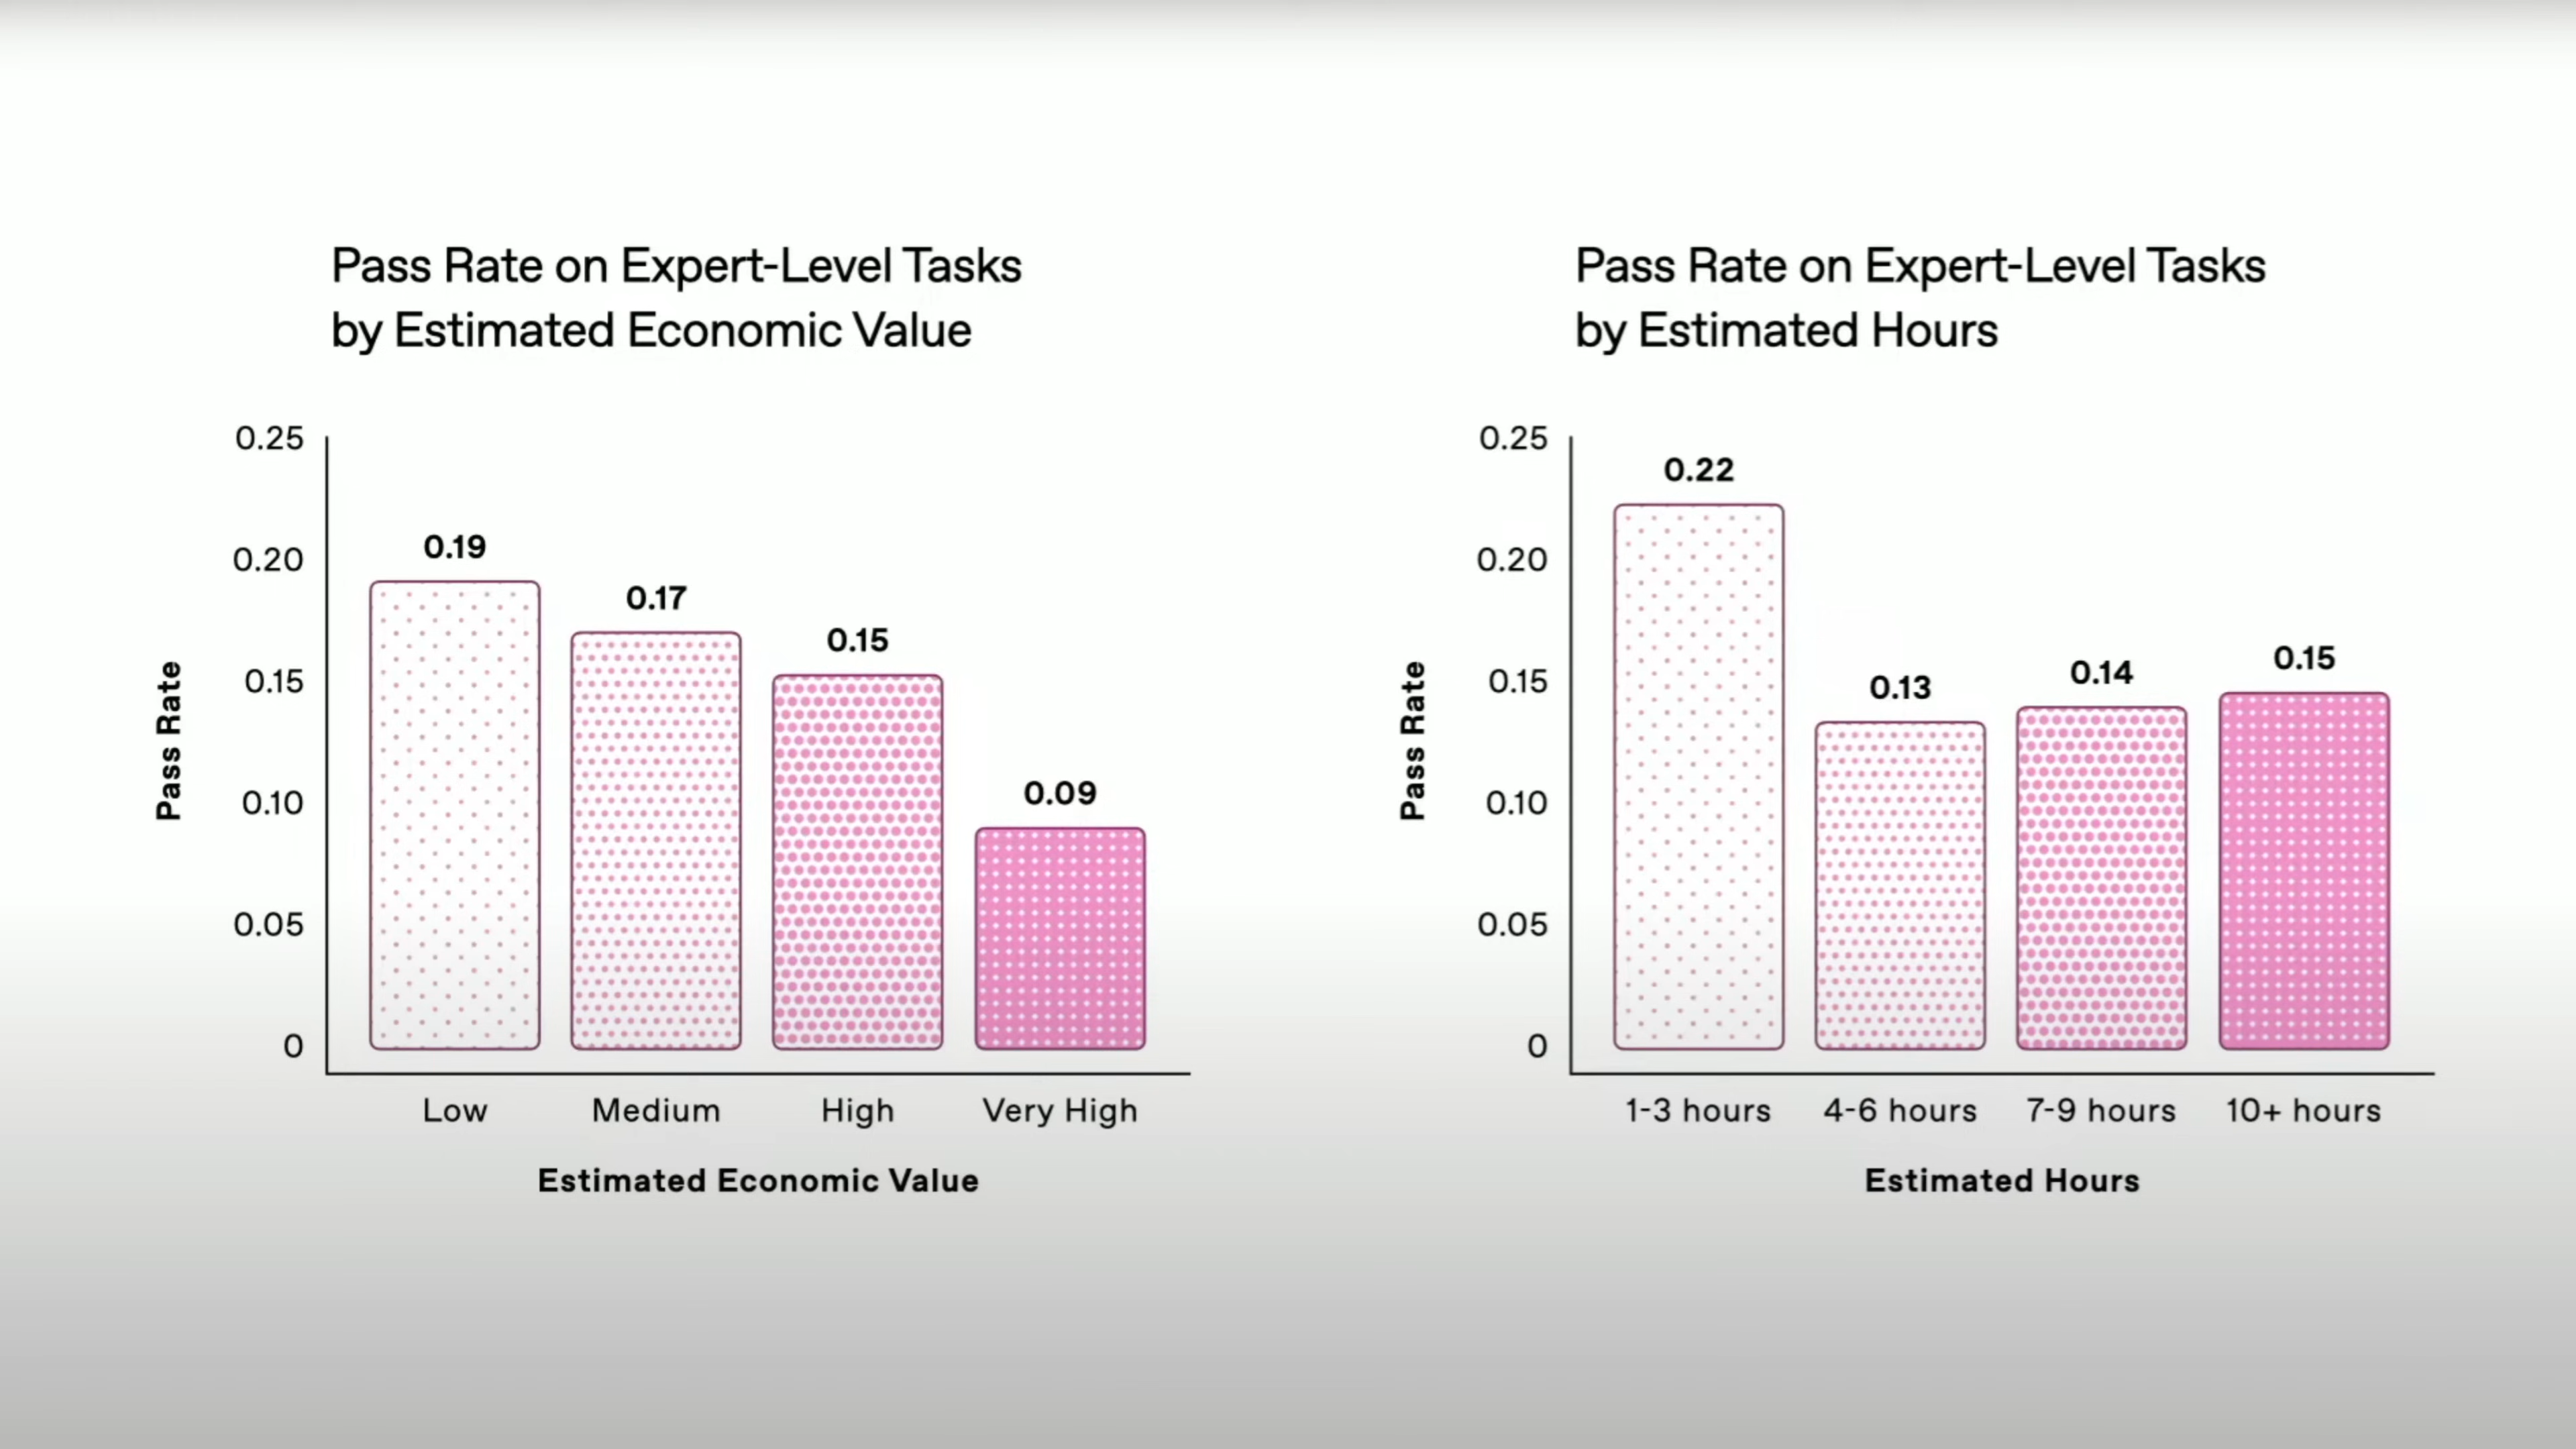 Pass Rate on Expert-Level Tasks
by Estimated Economic Value
0.25
0.20
0.15
0.10
0.05
0
Pass Rate
0.19
0.17
0.15
0.09
Low
Medium
High
Very High
Estimated Economic Value
Pass Rate on Expert-Level Tasks
by Estimated Hours
0.25
0.20
0.15
0.10
0.05
0
Pass Rate
0.22
0.13
0.14
0.15
1-3 hours
4-6 hours
7-9 hours
10+ hours
Estimated Hours